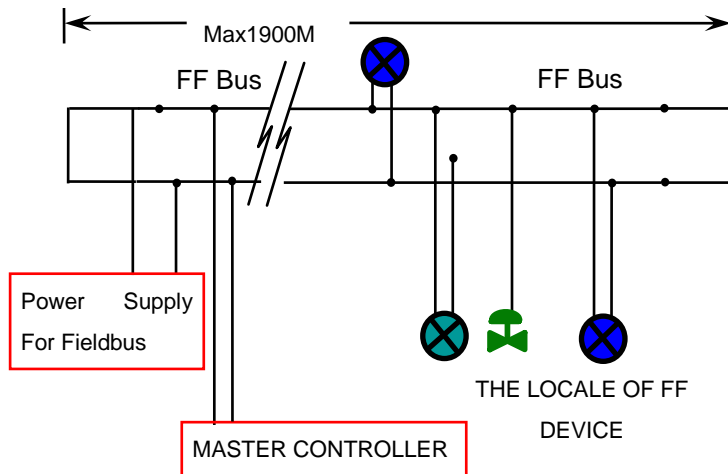 Max1900M
FF Bus
FF Bus
Power Supply
For Fieldbus
THE LOCALE OF FF
DEVICE
MASTER CONTROLLER